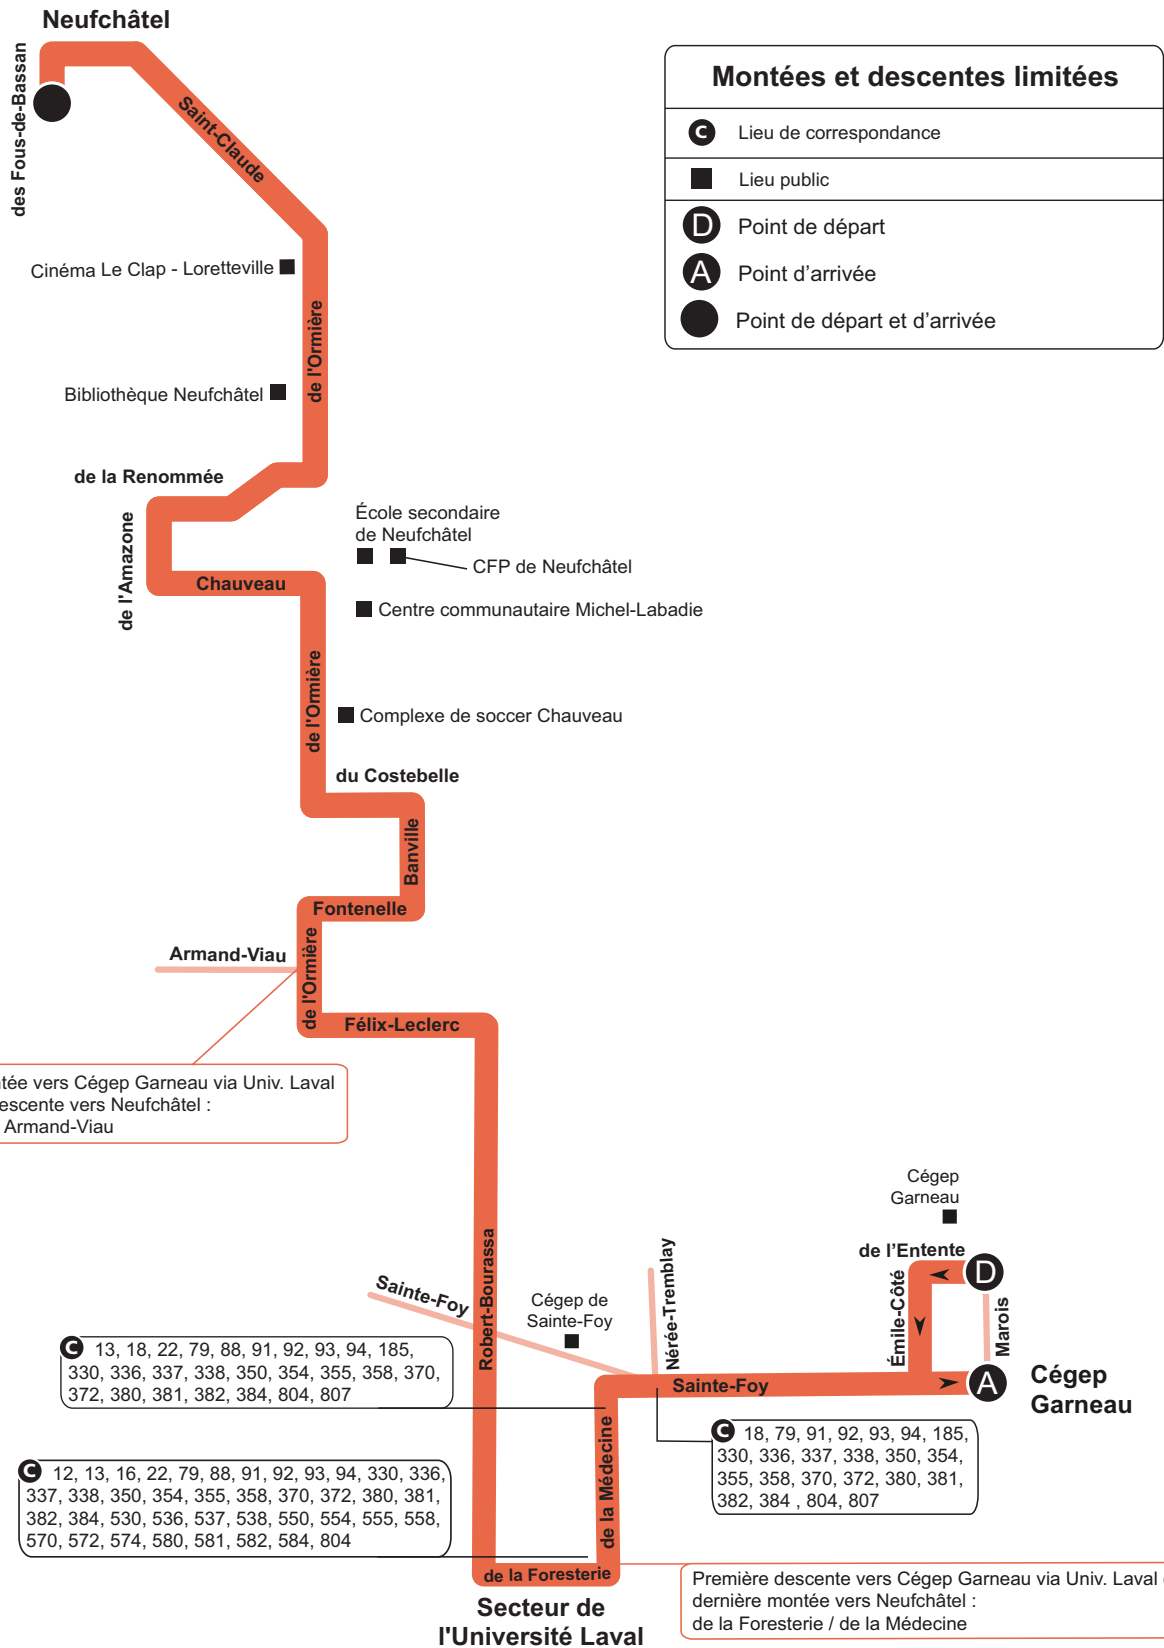 Neufchâtel
des Fous-de-Bassan
Saint-Claude
Montées et descentes limitées
C Lieu de correspondance
Lieu public
D Point de départ
A Point d'arrivée
Point de départ et d'arrivée
Cinéma Le Clap - Loretteville
de l'Ormière
Bibliothèque Neufchâtel
de la Renommée
de l'Amazone
École secondaire
de Neufchâtel
CFP de Neufchâtel
Chauveau
Centre communautaire Michel-Labadie
de l'Ormière
Complexe de soccer Chauveau
du Costebelle
Banville
Fontenelle
Armand-Viau
de l'Ormière
Félix-Leclerc
vers Cégep Garneau via Univ. Laval
vers Neufchâtel :
Armand-Viau
Cégep
Garneau
de l'Entente
D
Émile-Côté
Marois
Nérée-Tremblay
Robert-Bourassa
Sainte-Foy
Cégep de
Sainte-Foy
Sainte-Foy
A
Cégep
Garneau
C 13, 18, 22, 79, 88, 91, 92, 93, 94, 185,
330, 336, 337, 338, 350, 354, 355, 358, 370,
372, 380, 381, 382, 384, 804, 807
C 18, 79, 91, 92, 93, 94, 185,
330, 336, 337, 338, 350, 354,
355, 358, 370, 372, 380, 381,
382, 384 , 804, 807
C 12, 13, 16, 22, 79, 88, 91, 92, 93, 94, 330, 336,
337, 338, 350, 354, 355, 358, 370, 372, 380, 381,
382, 384, 530, 536, 537, 538, 550, 554, 555, 558,
570, 572, 574, 580, 581, 582, 584, 804
de la Médecine
de la Foresterie
Secteur de
l'Université Laval
Première descente vers Cégep Garneau via Univ. Laval
dernière montée vers Neufchâtel :
de la Foresterie / de la Médecine